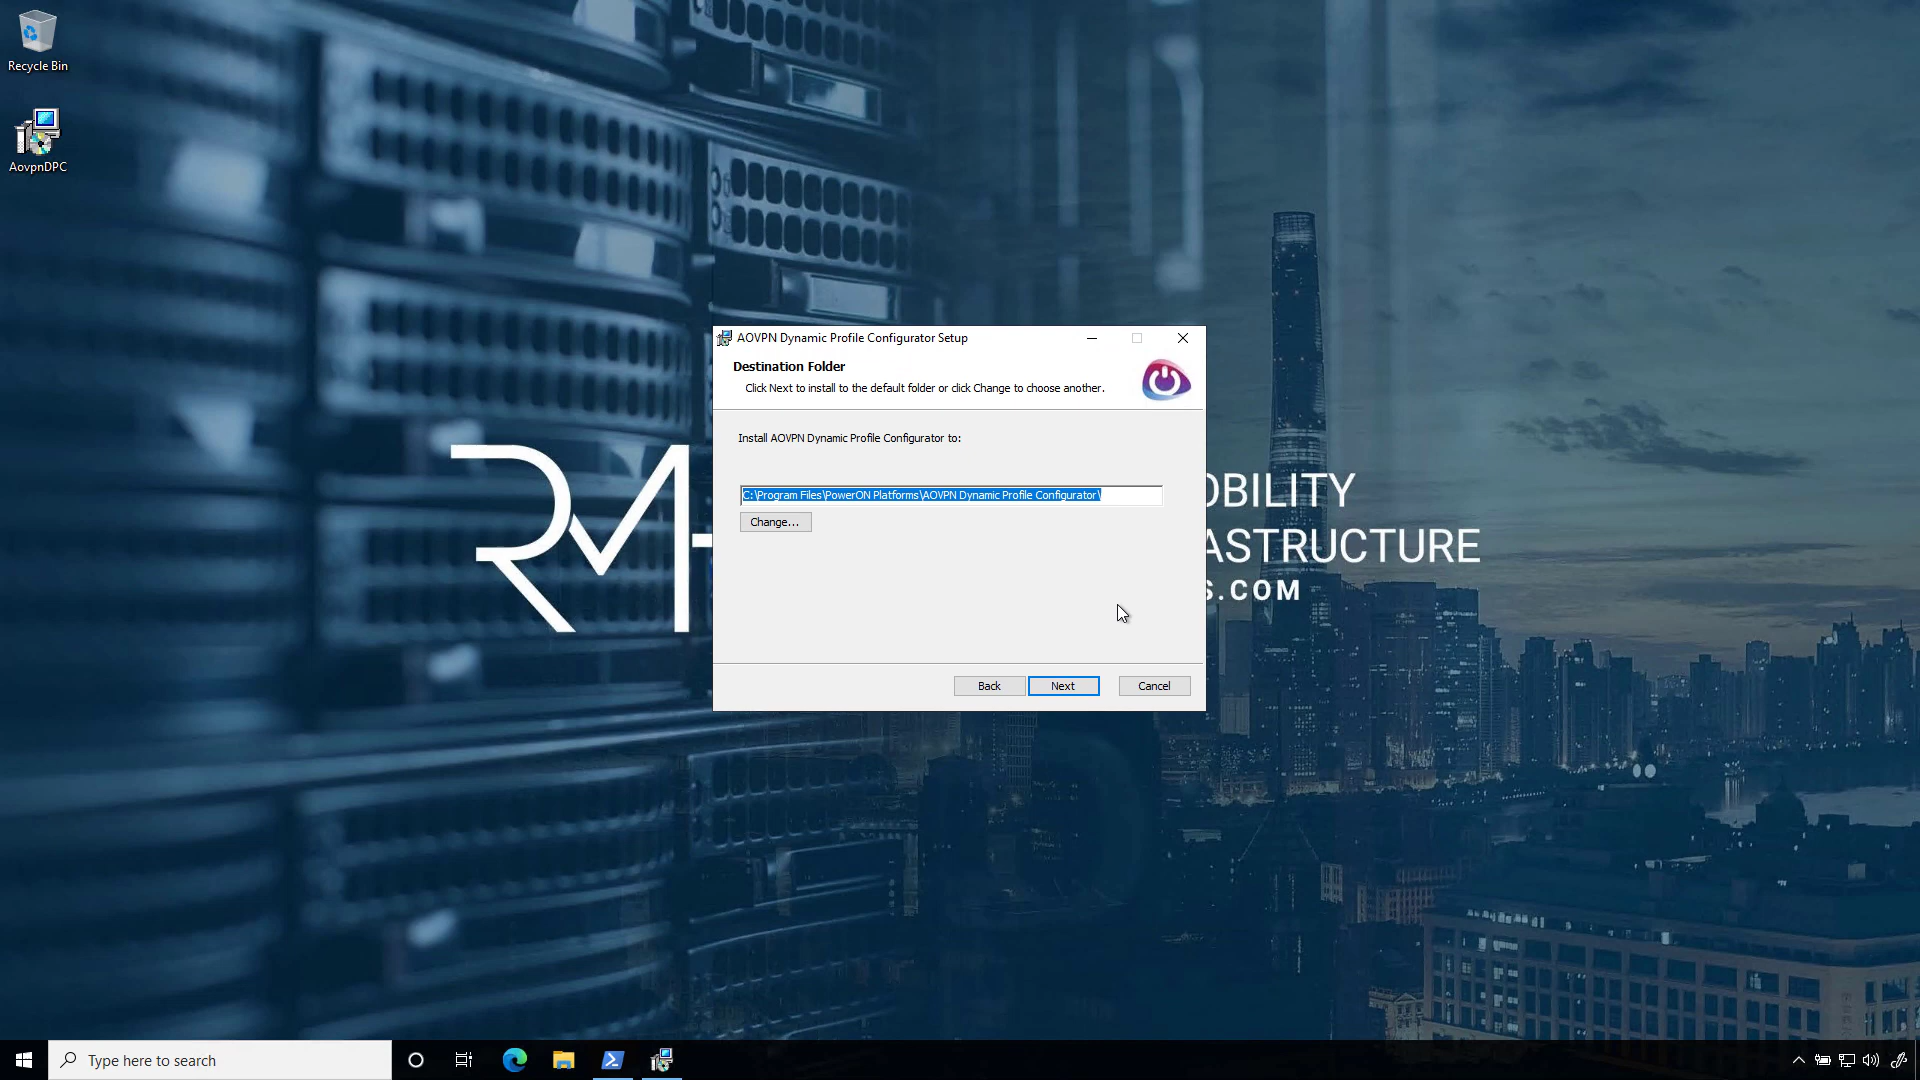 Recycle Bin
AovpnDPC
AOVPN Dynamic Profile Configurator Setup
Destination Folder
Click Next to install to the default folder or click Change to choose another.
Install AOVPN Dynamic Profile Configurator to:
C:\Program Files\PowerON Platforms\AOVPN Dynamic Profile Configurator\
Change...
Back
Next
Cancel
RM
OBILITY
ASTRUCTURE
S.COM
Type here to search